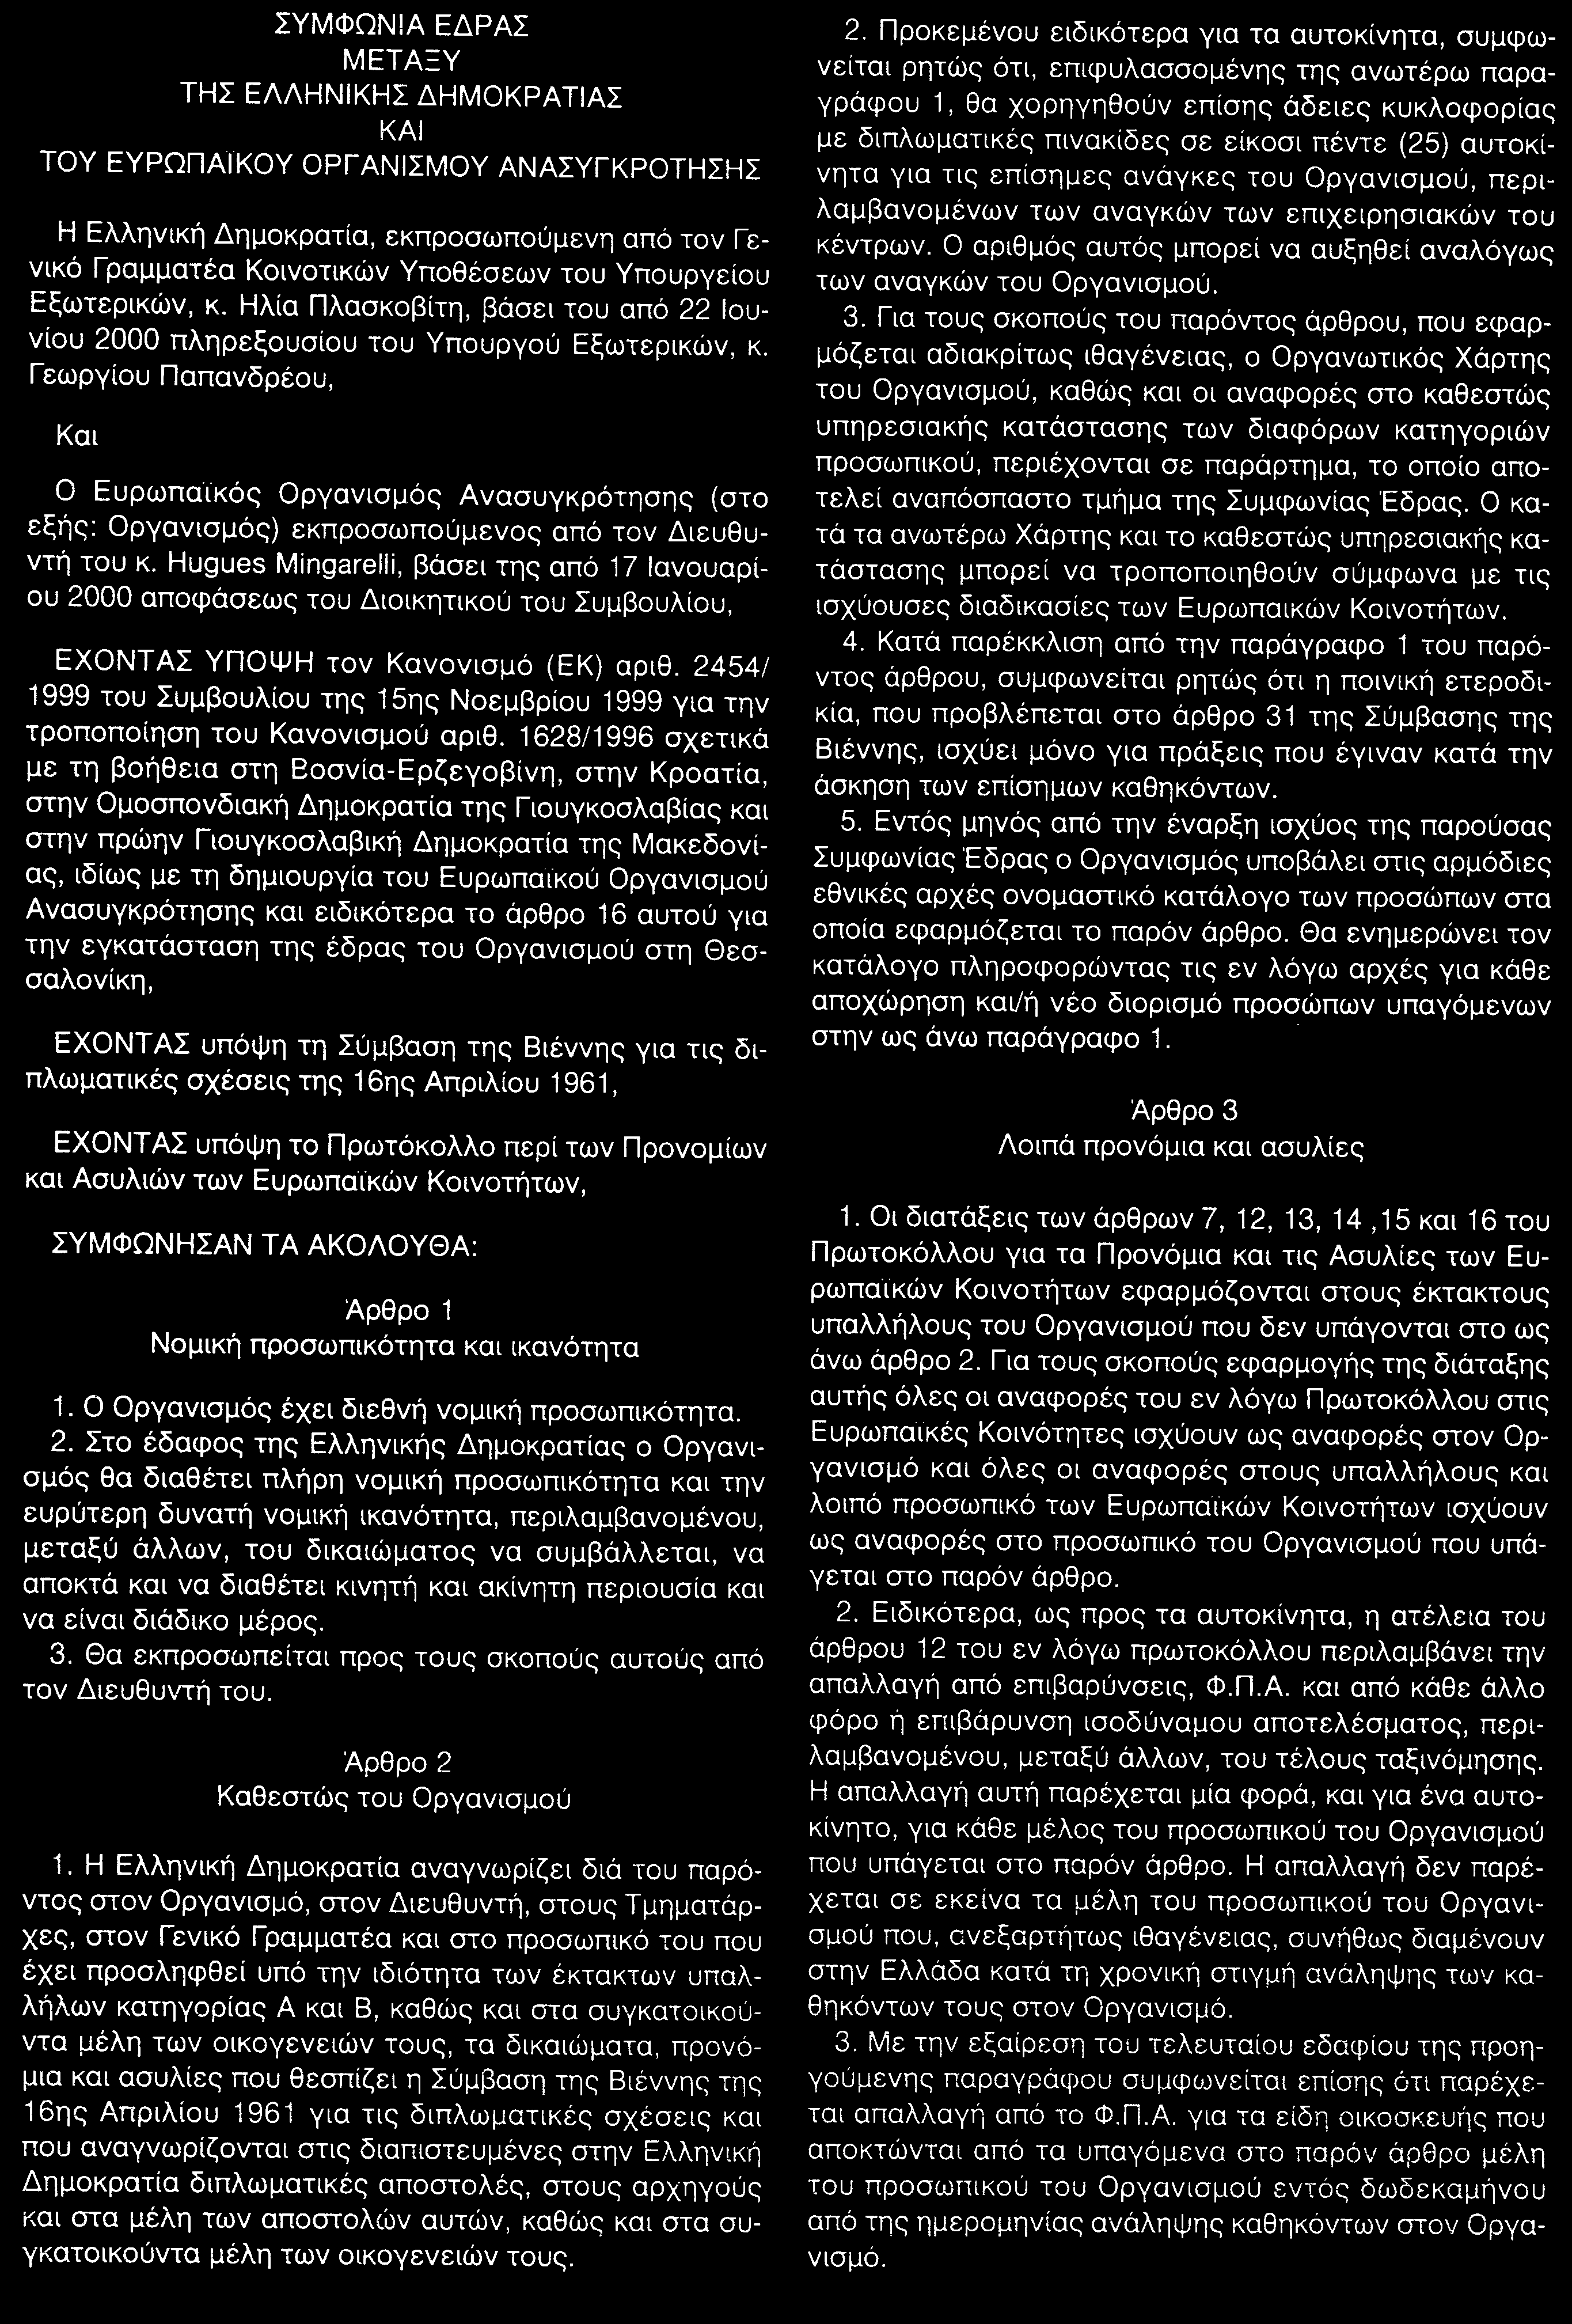 ΣΥΜΦΩΝΙΑ ΕΔΡΑΣ
ΜΕΤΑΞΥ
ΤΗΣ ΕΛΛΗΝΙΚΗΣ ΔΗΜΟΚΡΑΤΙΑΣ
ΚΑΙ
ΤΟΥ ΕΥΡΩΠΑΪΚΟΥ ΟΡΓΑΝΙΣΜΟΥ ΑΝΑΣΥΓΚΡΟΤΗΣΗΣ
Η Ελληνική Δημοκρατία, εκπροσωπούμενη από τον Γε-
νικό Γραμματέα Κοινοτικών Υποθέσεων του Υπουργείου
Εξωτερικών, κ. Ηλία Πλασκοβίτη, βάσει του από 22 Ιου-
νίου 2000 πληρεξουσίου του Υπουργού Εξωτερικών, κ.
Γεωργίου Παπανδρέου,
Και
Ο Ευρωπαϊκός Οργανισμός Ανασυγκρότησης (στο
εξής: Οργανισμός) εκπροσωπούμενος από τον Διευθυ-
ντή του κ. Hugues Mingarelli, βάσει της από 17 Ιανουαρί-
ου 2000 αποφάσεως του Διοικητικού του Συμβουλίου,
ΕΧΟΝΤΑΣ ΥΠΟΨΗ τον Κανονισμό (ΕΚ) αριθ. 2454/
1999 του Συμβουλίου της 15ης Νοεμβρίου 1999 για την
τροποποίηση του Κανονισμού αριθ. 1628/1996 σχετικά
με τη βοήθεια στη Βοσνία-Ερζεγοβίνη, στην Κροατία,
στην Ομοσπονδιακή Δημοκρατία της Γιουγκοσλαβίας και
στην πρώην Γιουγκοσλαβική Δημοκρατία της Μακεδονί-
ας, ιδίως με τη δημιουργία του Ευρωπαϊκού Οργανισμού
Ανασυγκρότησης και ειδικότερα το άρθρο 16 αυτού για
την εγκατάσταση της έδρας του Οργανισμού στη Θεσ-
σαλονίκη,
ΕΧΟΝΤΑΣ υπόψη τη Σύμβαση της Βιέννης για τις δι-
πλωματικές σχέσεις της 16ης Απριλίου 1961,
ΕΧΟΝΤΑΣ υπόψη το Πρωτόκολλο περί των Προνομίων
και Ασυλιών των Ευρωπαϊκών Κοινοτήτων,
ΣΥΜΦΩΝΗΣΑΝ ΤΑ ΑΚΟΛΟΥΘΑ:
Άρθρο 1
Νομική προσωπικότητα και ικανότητα
1. Ο Οργανισμός έχει διεθνή νομική προσωπικότητα.
2. Στο έδαφος της Ελληνικής Δημοκρατίας ο Οργανι-
σμός θα διαθέτει πλήρη νομική προσωπικότητα και την
ευρύτερη δυνατή νομική ικανότητα, περιλαμβανομένου,
μεταξύ άλλων, του δικαιώματος να συμβάλλεται, να
αποκτά και να διαθέτει κινητή και ακίνητη περιουσία και
να είναι διάδικο μέρος.
3. Θα εκπροσωπείται προς τους σκοπούς αυτούς από
τον Διευθυντή του.
Άρθρο 2
Καθεστώς του Οργανισμού
1. Η Ελληνική Δημοκρατία αναγνωρίζει διά του παρό-
ντος στον Οργανισμό, στον Διευθυντή, στους Τμηματάρ-
χες, στον Γενικό Γραμματέα και στο προσωπικό του που
έχει προσληφθεί υπό την ιδιότητα των έκτακτων υπαλ-
λήλων κατηγορίας Α και Β, καθώς και στα συγκατοικού-
ντα μέλη των οικογενειών τους, τα δικαιώματα, προνό-
μια και ασυλίες που θεσπίζει η Σύμβαση της Βιέννης της
16ης Απριλίου 1961 για τις διπλωματικές σχέσεις και
που αναγνωρίζονται στις διαπιστευμένες στην Ελληνική
Δημοκρατία διπλωματικές αποστολές, στους αρχηγούς
και στα μέλη των αποστολών αυτών, καθώς και στα συ-
γκατοικούντα μέλη των οικογενειών τους.
2. Προκεμένου ειδικότερα για τα αυτοκίνητα, συμφω-
νείται ρητώς ότι, επιφυλασσομένης της ανωτέρω παρα-
γράφου 1, θα χορηγηθούν επίσης άδειες κυκλοφορίας
με διπλωματικές πινακίδες σε είκοσι πέντε (25) αυτοκί-
νητα για τις επίσημες ανάγκες του Οργανισμού, περι-
λαμβανομένων των αναγκών των επιχειρησιακών του
κέντρων. Ο αριθμός αυτός μπορεί να αυξηθεί αναλόγως
των αναγκών του Οργανισμού.
3. Για τους σκοπούς του παρόντος άρθρου, που εφαρ-
μόζεται αδιακρίτως ιθαγένειας, ο Οργανωτικός Χάρτης
του Οργανισμού, καθώς και οι αναφορές στο καθεστώς
υπηρεσιακής κατάστασης των διαφόρων κατηγοριών
προσωπικού, περιέχονται σε παράρτημα, το οποίο απο-
τελεί αναπόσπαστο τμήμα της Συμφωνίας Έδρας. Ο κα-
τά τα ανωτέρω Χάρτης και το καθεστώς υπηρεσιακής κα-
τάστασης μπορεί να τροποποιηθούν σύμφωνα με τις
ισχύουσες διαδικασίες των Ευρωπαικών Κοινοτήτων.
4. Κατά παρέκκλιση από την παράγραφο 1 του παρό-
ντος άρθρου, συμφωνείται ρητώς ότι η ποινική ετεροδι-
κία, που προβλέπεται στο άρθρο 31 της Σύμβασης της
Βιέννης, ισχύει μόνο για πράξεις που έγιναν κατά την
άσκηση των επίσημων καθηκόντων.
5. Εντός μηνός από την έναρξη ισχύος της παρούσας
Συμφωνίας Έδρας ο Οργανισμός υποβάλει στις αρμόδιες
εθνικές αρχές ονομαστικό κατάλογο των προσώπων στα
οποία εφαρμόζεται το παρόν άρθρο. Θα ενημερώνει τον
κατάλογο πληροφορώντας τις εν λόγω αρχές για κάθε
αποχώρηση και/ή νέο διορισμό προσώπων υπαγόμενων
στην ως άνω παράγραφο 1.
Άρθρο 3
Λοιπά προνόμια και ασυλίες
1. Οι διατάξεις των άρθρων 7, 12, 13, 14 ,15 και 16 του
Πρωτοκόλλου για τα Προνόμια και τις Ασυλίες των Ευ-
ρωπαϊκών Κοινοτήτων εφαρμόζονται στους έκτακτους
υπαλλήλους του Οργανισμού που δεν υπάγονται στο ως
άνω άρθρο 2. Για τους σκοπούς εφαρμογής της διάταξης
αυτής όλες οι αναφορές του εν λόγω Πρωτοκόλλου στις
Ευρωπαϊκές Κοινότητες ισχύουν ως αναφορές στον Ορ-
γανισμό και όλες οι αναφορές στους υπαλλήλους και
λοιπό προσωπικό των Ευρωπαϊκών Κοινοτήτων ισχύουν
ως αναφορές στο προσωπικό του Οργανισμού που υπά-
γεται στο παρόν άρθρο.
2. Ειδικότερα, ως προς τα αυτοκίνητα, η ατέλεια του
άρθρου 12 του εν λόγω πρωτοκόλλου περιλαμβάνει την
απαλλαγή από επιβαρύνσεις, Φ.Π.Α. και από κάθε άλλο
φόρο ή επιβάρυνση ισοδύναμου αποτελέσματος, περι-
λαμβανομένου, μεταξύ άλλων, του τέλους ταξινόμησης.
Η απαλλαγή αυτή παρέχεται μία φορά, και για ένα αυτο-
κίνητο, για κάθε μέλος του προσωπικού του Οργανισμού
που υπάγεται στο παρόν άρθρο. Η απαλλαγή δεν παρέ-
χεται σε εκείνα τα μέλη του προσωπικού του Οργανι-
σμού που, ανεξαρτήτως ιθαγένειας, συνήθως διαμένουν
στην Ελλάδα κατά τη χρονική στιγμή ανάληψης των κα-
θηκόντων τους στον Οργανισμό.
3. Με την εξαίρεση του τελευταίου εδαφίου της προη-
γούμενης παραγράφου συμφωνείται επίσης ότι παρέχε-
ται απαλλαγή από το Φ.Π.Α. για τα είδη οικοσκευής που
αποκτώνται από τα υπαγόμενα στο παρόν άρθρο μέλη
του προσωπικού του Οργανισμού εντός δωδεκαμήνου
από της ημερομηνίας ανάληψης καθηκόντων στον Οργα-
νισμό.